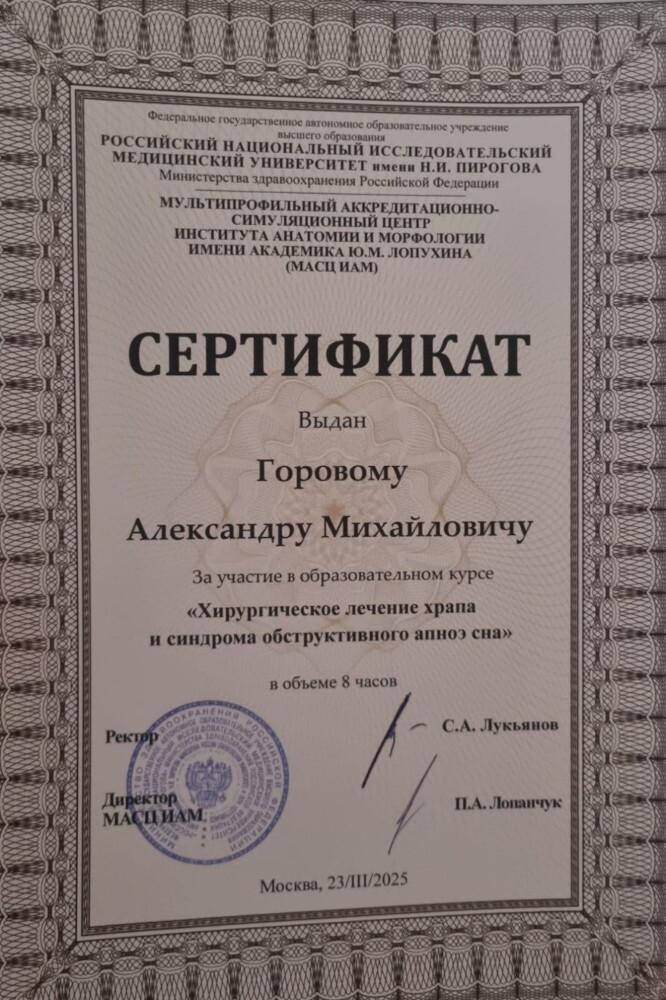 Федеральное государственное автономное образовательное учреждение
высшего образования
РОССИЙСКИЙ НАЦИОНАЛЬНЫЙ ИССЛЕДОВАТЕЛЬСКИЙ
МЕДИЦИНСКИЙ УНИВЕРСИТЕТ имени Н.И. ПИРОГОВА
Министерства здравоохранения Российской Федерации
МУЛЬТИПРОФИЛЬНЫЙ АККРЕДИТАЦИОННО-
СИМУЛЯЦИОННЫЙ ЦЕНТР
ИНСТИТУТА АНАТОМИИ И МОРФОЛОГИИ
ИМЕНИ АКАДЕМИКА Ю.М. ЛОПУХИНА
(МАСЦ ИАМ)
СЕРТИФИКАТ
Выдан
Горовому
Александру Михайловичу
За участие в образовательном курсе
«Хирургическое лечение храпа
и синдрома обструктивного апноэ сна»
в объеме 8 часов
Ректор
С.А. Лукьянов
Директор
МАСЦ ИАМ
П.А. Лопанчук
Москва, 23/III/2025